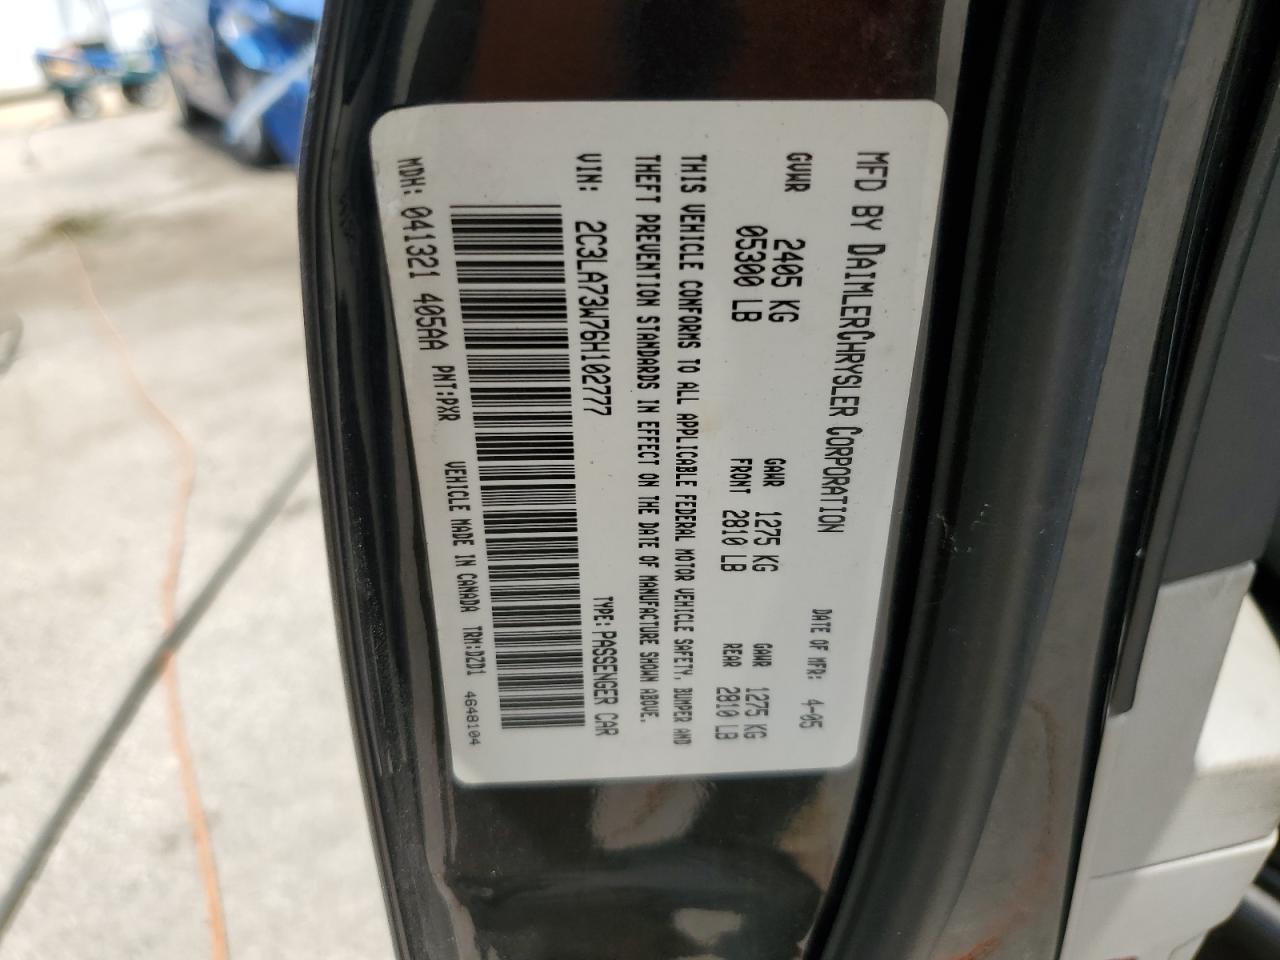 MFD BY DAIMLERCHRYSLER CORPORATION
DATE OF MFR: 4-05
GVWR
2405 KG
05300 LB
GAWR 1275 KG
FRONT 2810 LB
GAWR 1275 KG
REAR 2810 LB
THIS VEHICLE CONFORMS TO ALL APPLICABLE FEDERAL MOTOR VEHICLE SAFETY, BUMPER AND
THEFT PREVENTION STANDARDS IN EFFECT ON THE DATE OF MANUFACTURE SHOWN ABOVE.
VIN: 2C3LA73W76H102777 TYPE: PASSENGER CAR
MDH: 041321 405AA PNT:PXR VEHICLE MADE IN CANADA TRM:DZD1 4648104